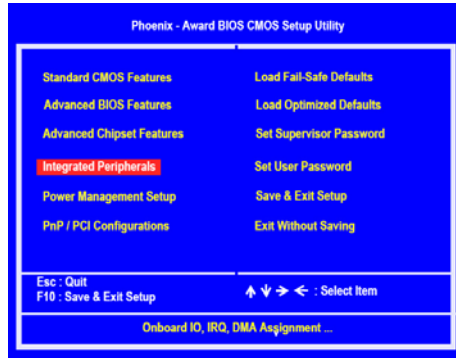 Phoenix - Award BIOS CMOS Setup Utility
Standard CMOS Features
Advanced BIOS Features
Advanced Chipset Features
Integrated Peripherals
Power Management Setup
PnP / PCI Configurations
Load Fail-Safe Defaults
Load Optimized Defaults
Set Supervisor Password
Set User Password
Save & Exit Setup
Exit Without Saving
Esc : Quit
F10 : Save & Exit Setup
↑ ↓ → ← : Select Item
Onboard IO, IRQ, DMA Assignment ...